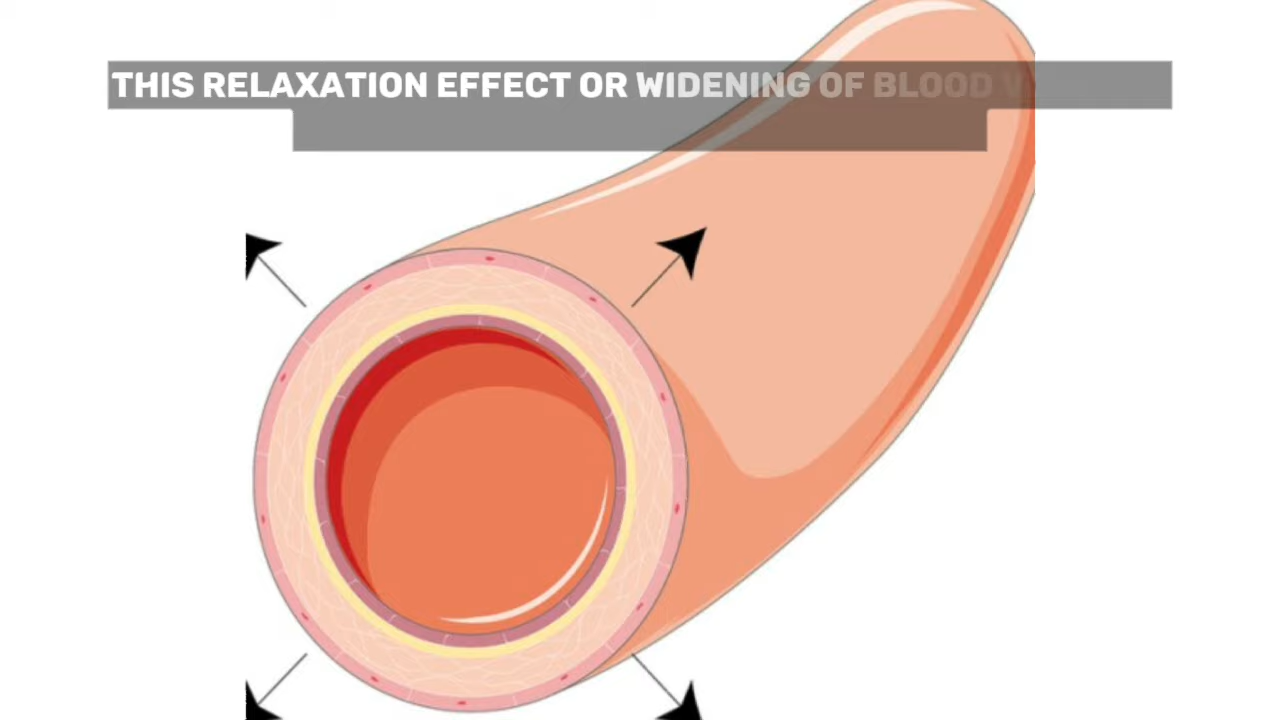 THIS RELAXATION EFFECT OR WIDENING OF BLOOD